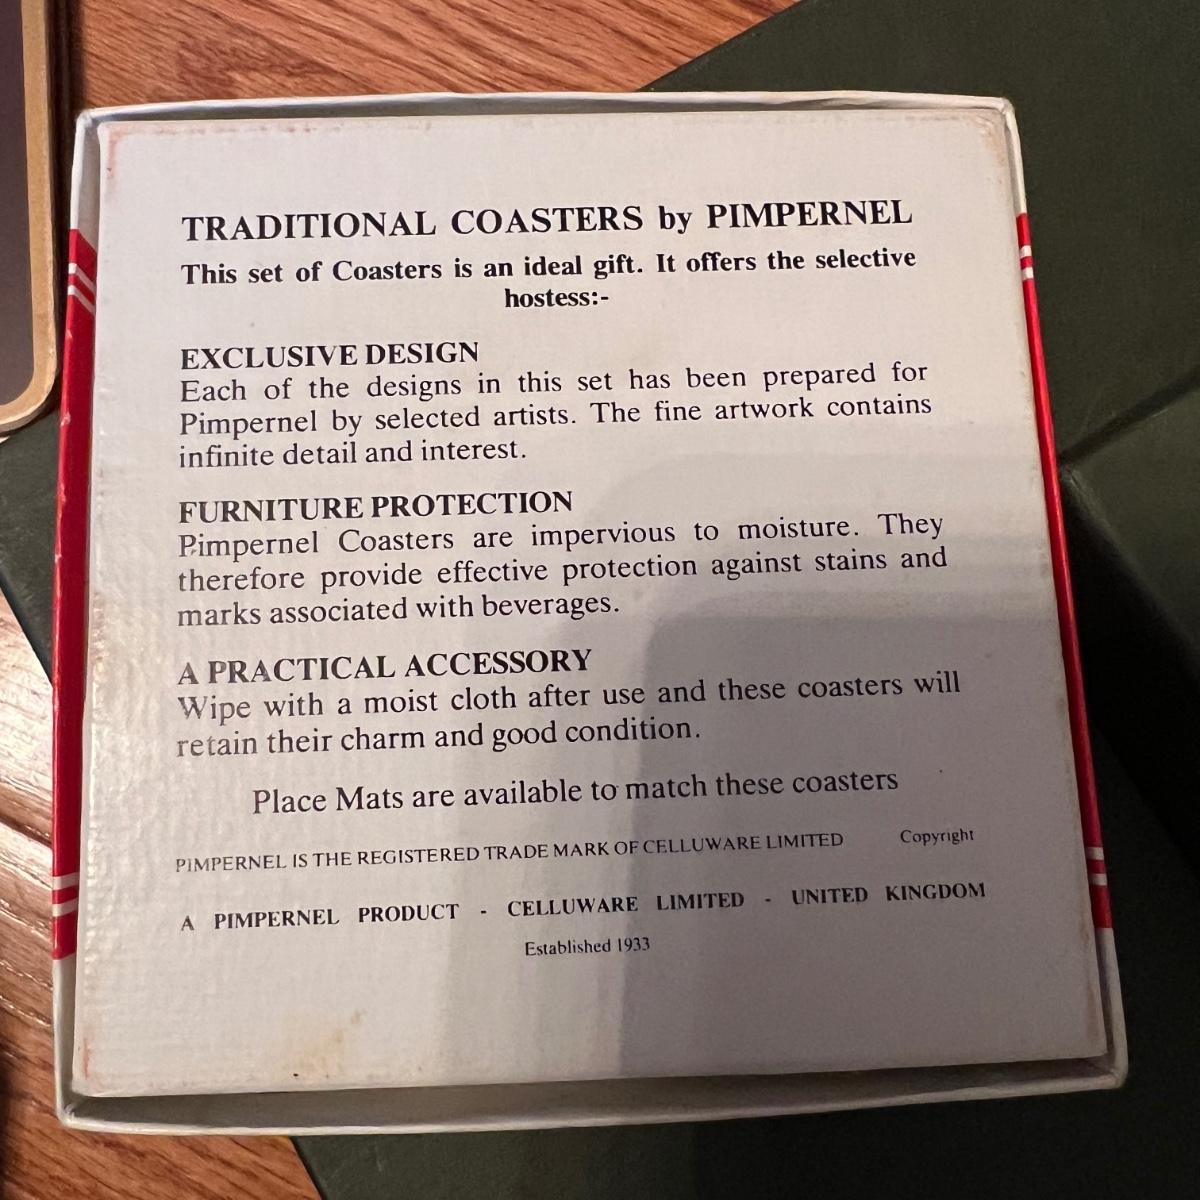 TRADITIONAL COASTERS by PIMPERNEL
This set of Coasters is an ideal gift. It offers the selective
hostess:-
EXCLUSIVE DESIGN
Each of the designs in this set has been prepared for
Pimpernel by selected artists. The fine artwork contains
infinite detail and interest.
FURNITURE PROTECTION
Pimpernel Coasters are impervious to moisture. They
therefore provide effective protection against stains and
marks associated with beverages.
A PRACTICAL ACCESSORY
Wipe with a moist cloth after use and these coasters will
retain their charm and good condition.
Place Mats are available to match these coasters
PIMPERNEL IS THE REGISTERED TRADE MARK OF CELLUWARE LIMITED Copyright
A PIMPERNEL PRODUCT - CELLUWARE LIMITED - UNITED KINGDOM
Established 1933